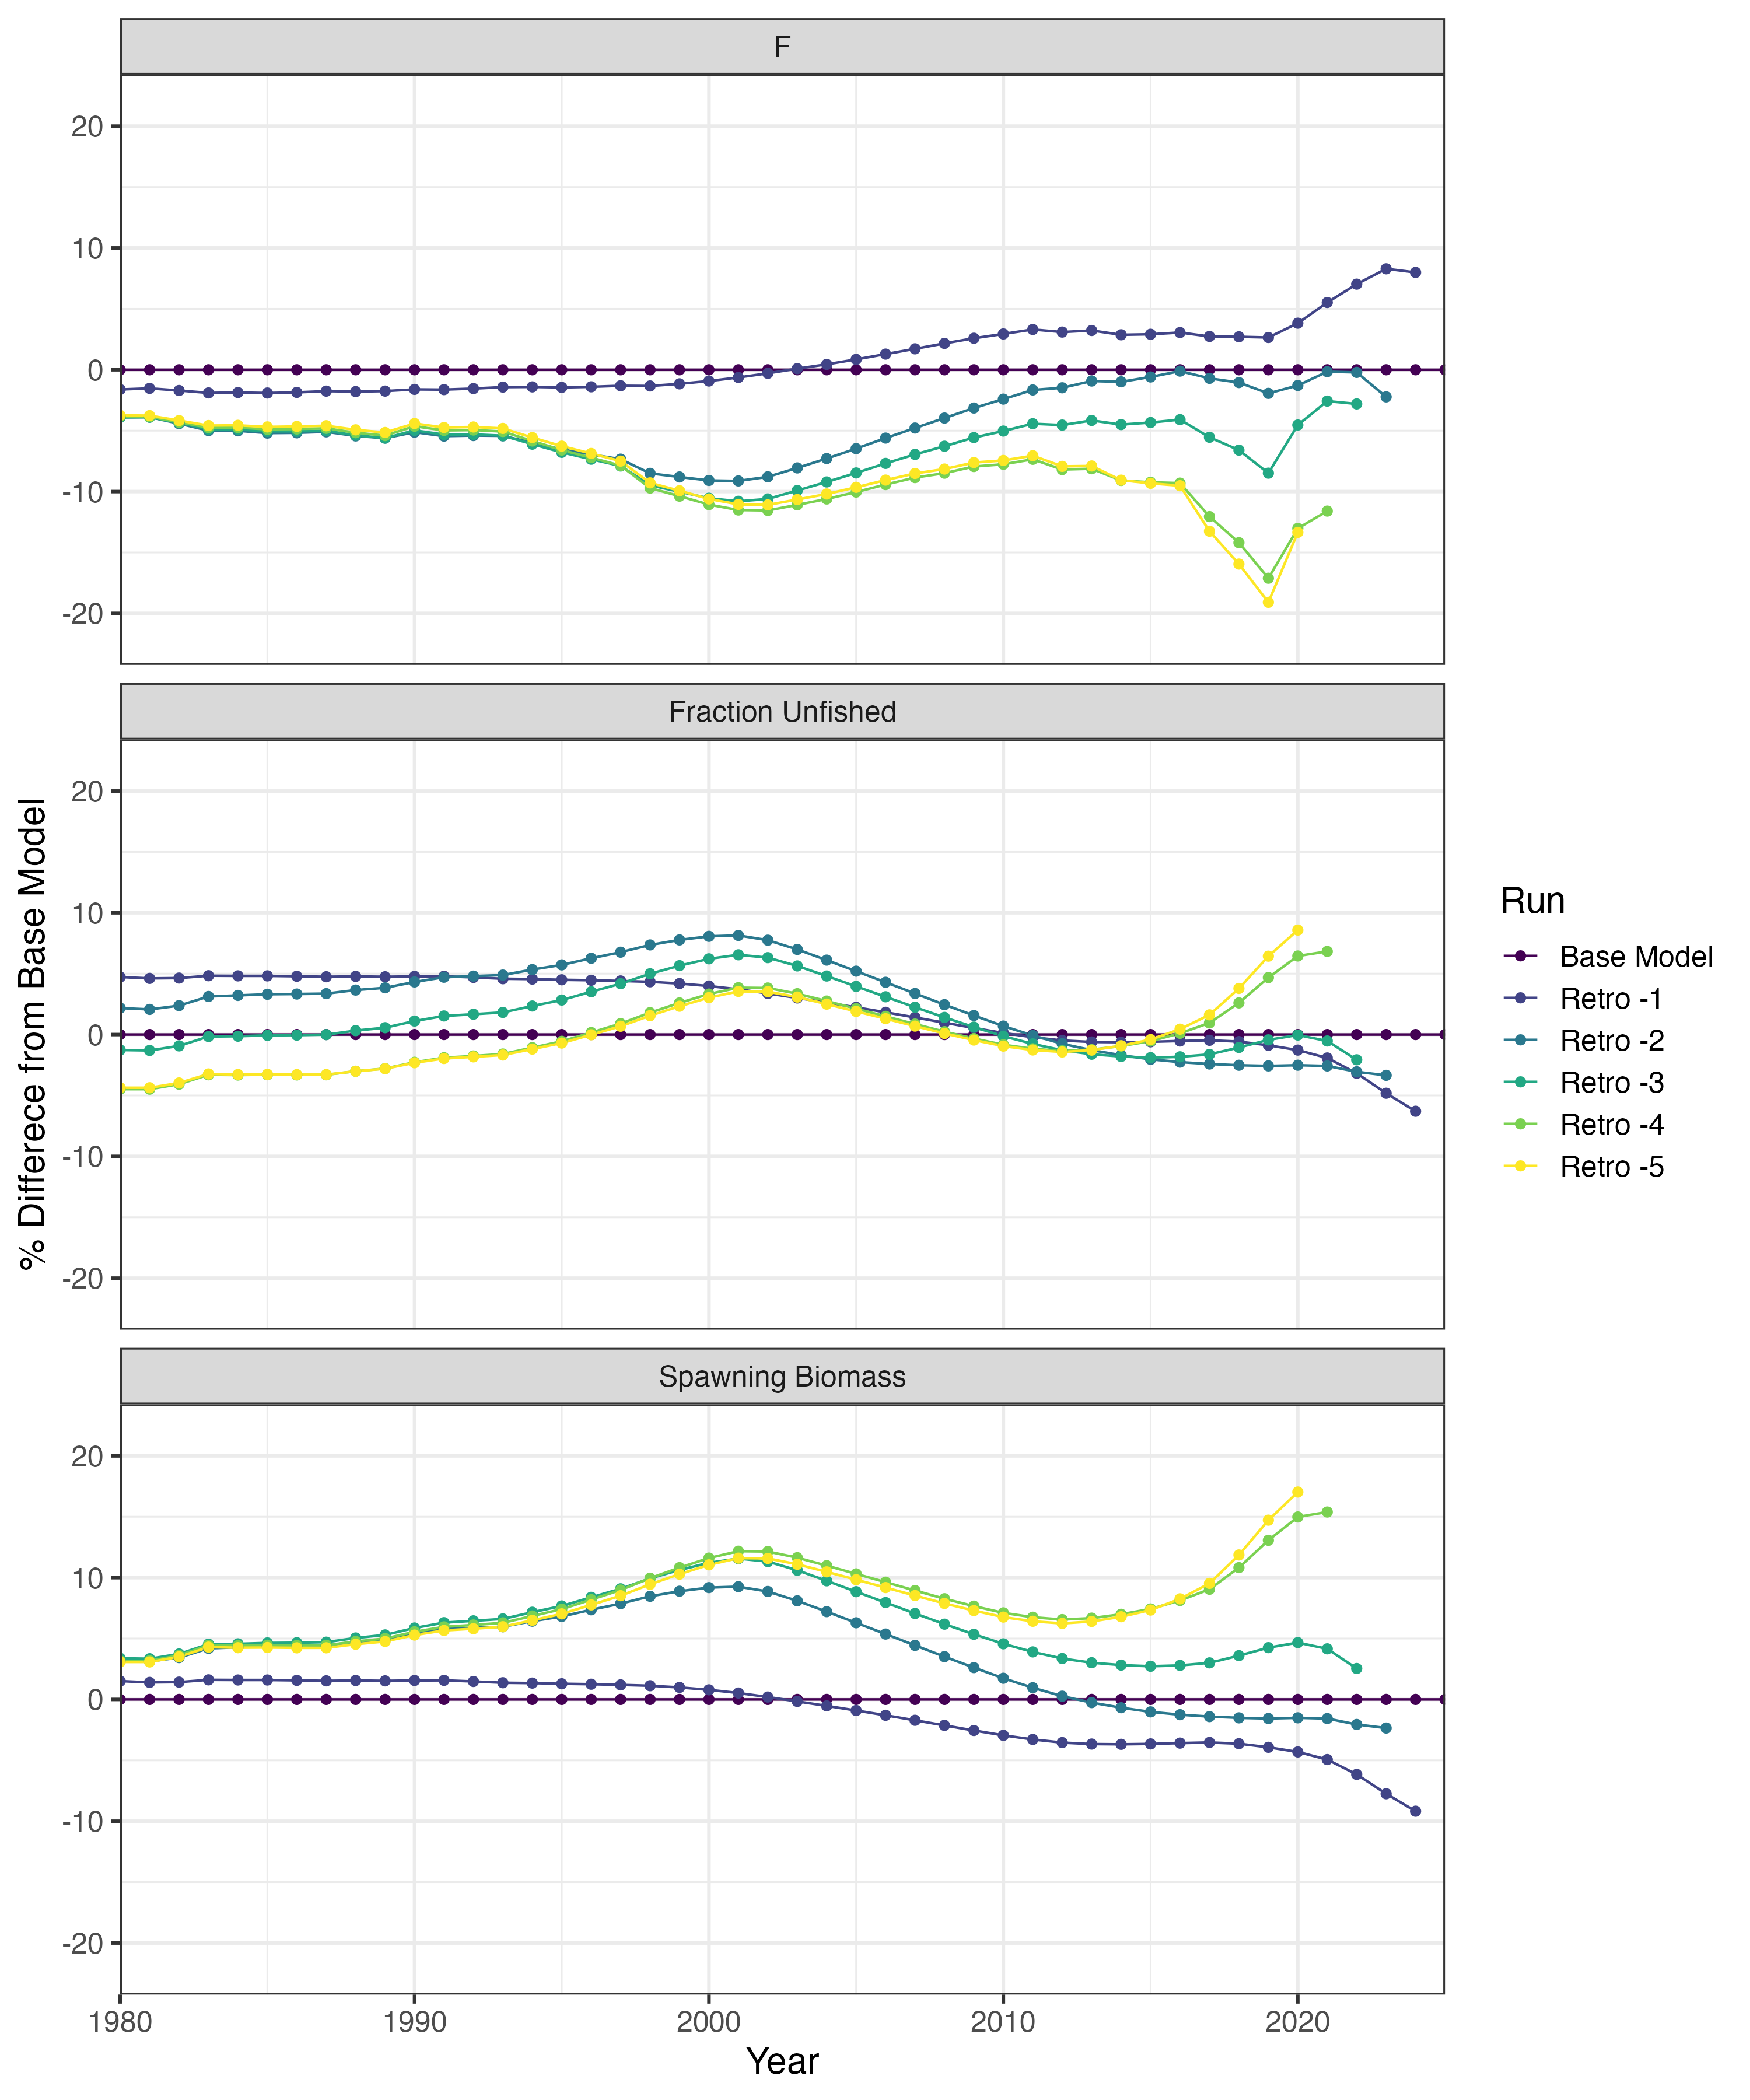 F
20
10
0
-10
-20
Fraction Unfished
20
10
0
-10
-20
Spawning Biomass
20
10
0
-10
-20
1980 1990 2000 2010 2020
Year
% Differece from Base Model
Run
Base Model
Retro -1
Retro -2
Retro -3
Retro -4
Retro -5